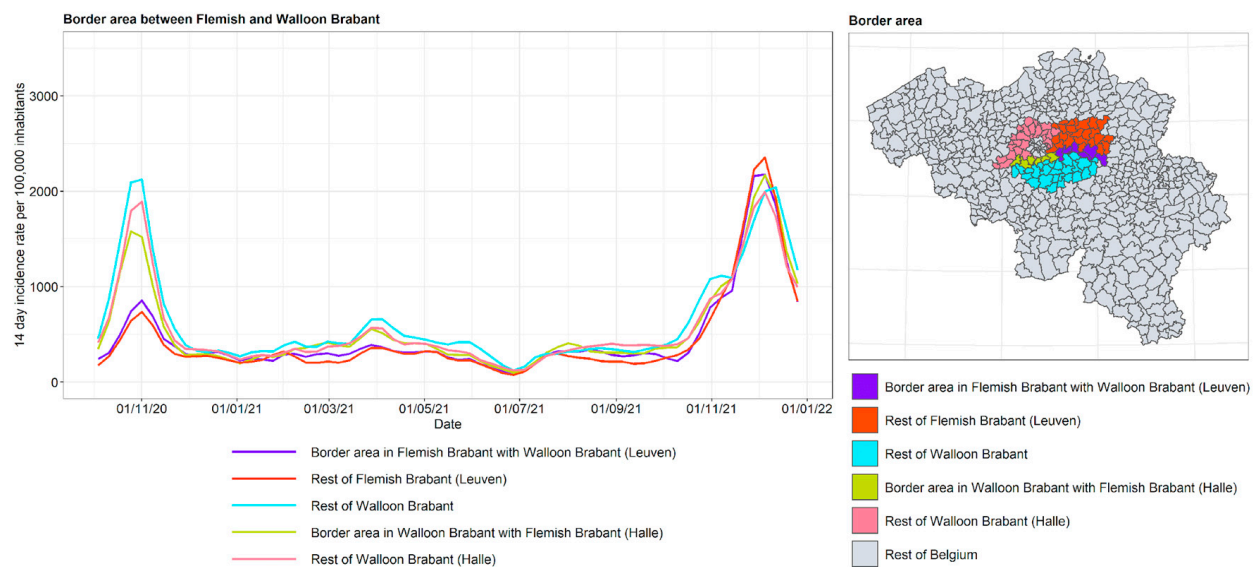 Border area between Flemish and Walloon Brabant
Border area
14 day incidence rate per 100,000 inhabitants
3000
2000
1000
0
01/11/20 01/01/21 01/03/21 01/05/21 01/07/21 01/09/21 01/11/21 01/01/22
Date
Border area in Flemish Brabant with Walloon Brabant (Leuven)
Rest of Flemish Brabant (Leuven)
Rest of Walloon Brabant
Border area in Walloon Brabant with Flemish Brabant (Halle)
Rest of Walloon Brabant (Halle)
Border area in Flemish Brabant with Walloon Brabant (Leuven)
Rest of Flemish Brabant (Leuven)
Rest of Walloon Brabant
Border area in Walloon Brabant with Flemish Brabant (Halle)
Rest of Walloon Brabant (Halle)
Rest of Belgium